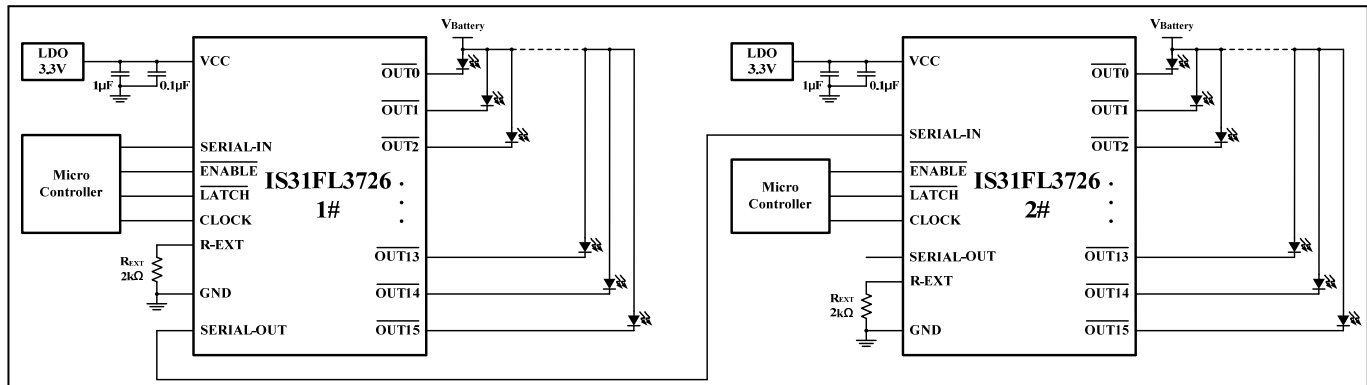 LDO
3.3V
1μF
0.1μF
VCC
Micro
Controller
SERIAL-IN
ENABLE
LATCH
CLOCK
R-EXT
REXT
2kΩ
GND
SERIAL-OUT
IS31FL3726
1#
VBattery
OUT0
OUT1
OUT2
OUT13
OUT14
OUT15
LDO
3.3V
1μF
0.1μF
VCC
SERIAL-IN
Micro
Controller
ENABLE
LATCH
CLOCK
SERIAL-OUT
R-EXT
REXT
2kΩ
GND
IS31FL3726
2#
VBattery
OUT0
OUT1
OUT2
OUT13
OUT14
OUT15